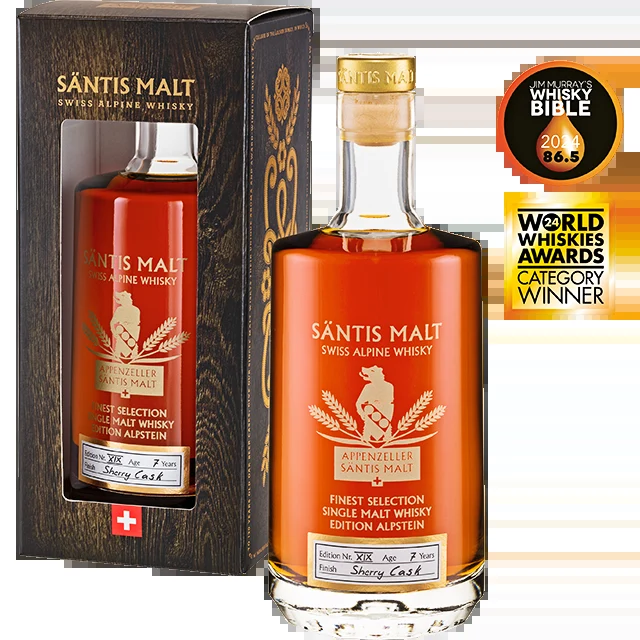 SÄNTIS MALT
SWISS ALPINE WHISKY
SÄNTIS MALT
SWISS ALPINE WHISKY
APPENZELLER
SÄNTIS MALT
FINEST SELECTION
SINGLE MALT WHISKY
EDITION ALPSTEIN
Edition Nr. XIX Age 7 Years
Finish Sherry Cask
SÄNTIS MALT
SÄNTIS MALT
SWISS ALPINE WHISKY
APPENZELLER
SÄNTIS MALT
FINEST SELECTION
SINGLE MALT WHISKY
EDITION ALPSTEIN
Edition Nr. XIX Age 7 Years
Finish Sherry Cask
JIM MURRAY'S
WHISKY
BIBLE
2024
86.5
24
WORLD
WHISKIES
AWARDS
CATEGORY
WINNER